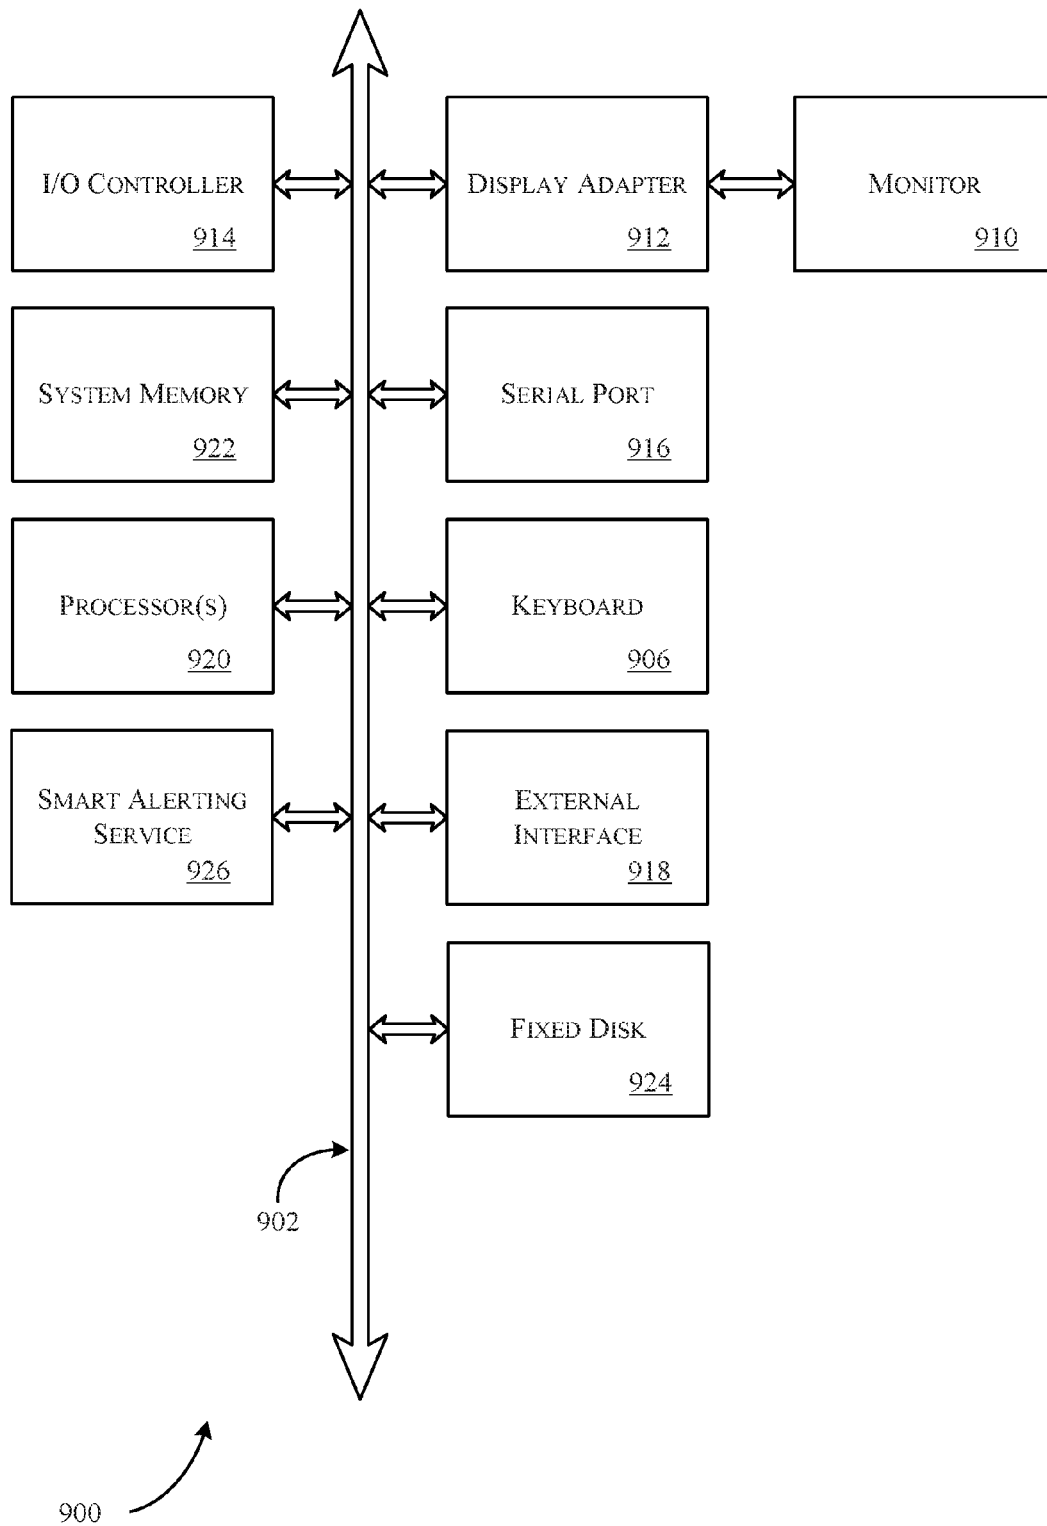 I/O CONTROLLER
914
DISPLAY ADAPTER
912
MONITOR
910
SYSTEM MEMORY
922
SERIAL PORT
916
PROCESSOR(S)
920
KEYBOARD
906
SMART ALERTING
SERVICE
926
EXTERNAL
INTERFACE
918
FIXED DISK
924
902
900